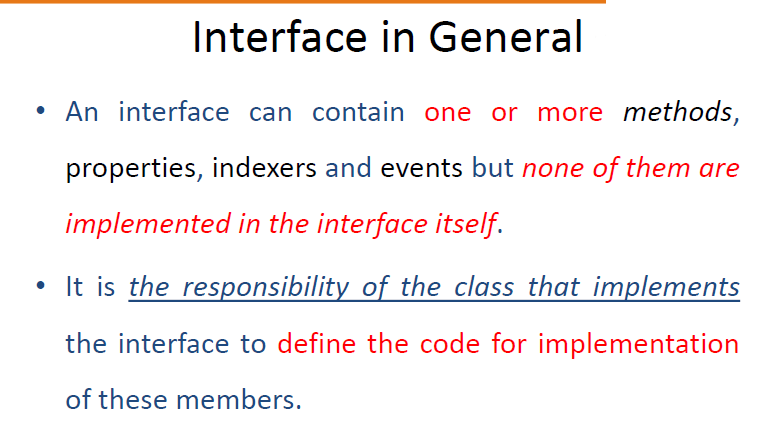 Interface in General
• An interface can contain one or more methods,
properties, indexers and events but none of them are
implemented in the interface itself.
• It is the responsibility of the class that implements
the interface to define the code for implementation
of these members.